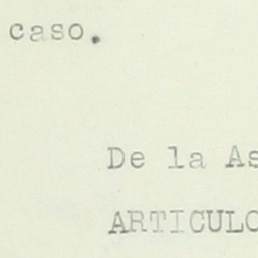 caso.
De la As
ARTICULO